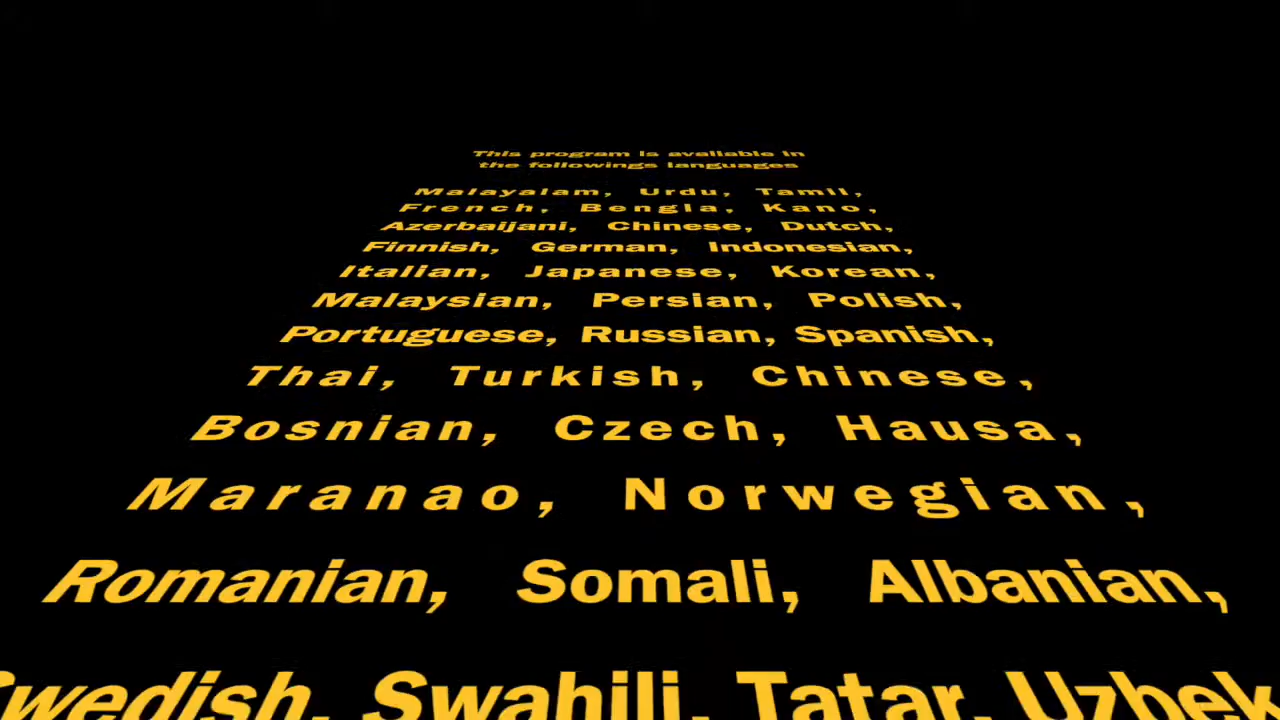 This program is available in
the followings languages
Malayalam, Urdu, Tamil,
French, Bengla, Kano,
Azerbaijani, Chinese, Dutch,
Finnish, German, Indonesian,
Italian, Japanese, Korean,
Malaysian, Persian, Polish,
Portuguese, Russian, Spanish,
Thai, Turkish, Chinese,
Bosnian, Czech, Hausa,
Maranao, Norwegian,
Romanian, Somali, Albanian,
Swedish, Swahili, Tatar, Uzbek